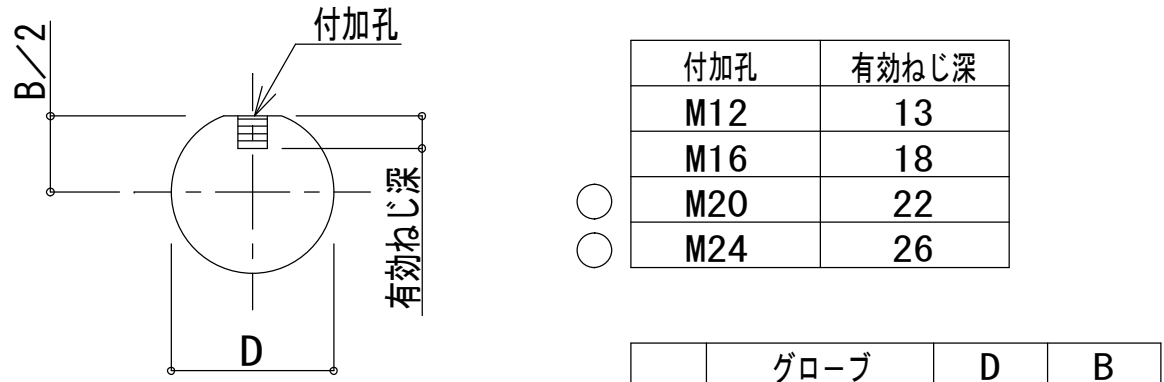 付加孔
B／2
有効ねじ深
D
付加孔 有効ねじ深
M12 13
M16 18
M20 22
M24 26
グローブ D B